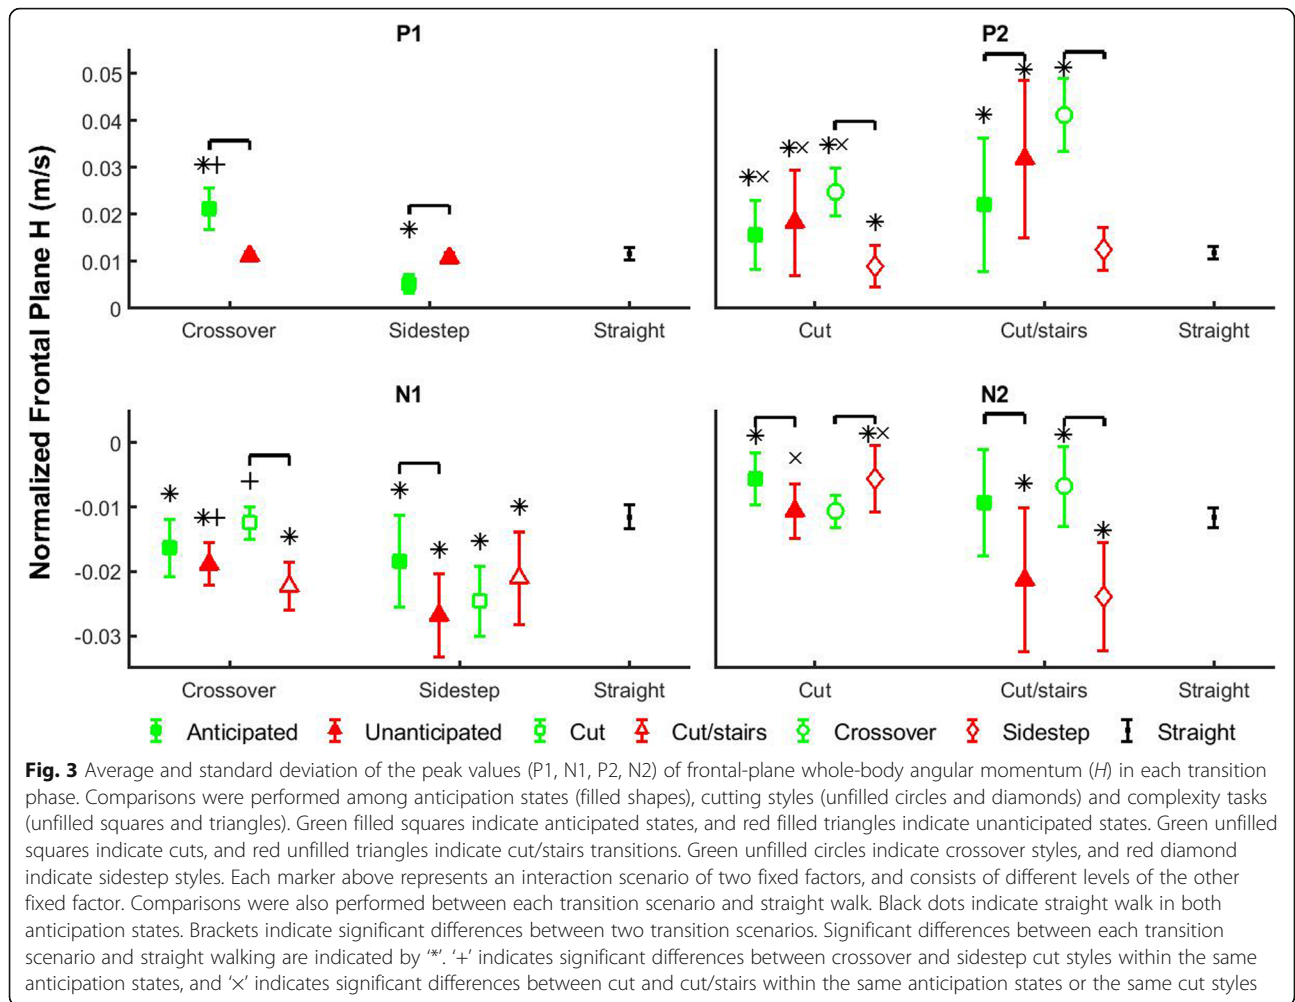 P1
P2
Normalized Frontal Plane H (m/s)
0.05
0.04
0.03
0.02
0.01
0
*+
*
*×
*×
*×
*
*
*
*
Crossover
Sidestep
Straight
Cut
Cut/stairs
Straight
N1
N2
0
-0.01
-0.02
-0.03
*
*+
+
*
*
*
*
*
*
×
*×
*
*
*
Crossover
Sidestep
Straight
Cut
Cut/stairs
Straight
Anticipated Unanticipated Cut Cut/stairs Crossover Sidestep Straight
Fig. 3 Average and standard deviation of the peak values (P1, N1, P2, N2) of frontal-plane whole-body angular momentum (H) in each transition
phase. Comparisons were performed among anticipation states (filled shapes), cutting styles (unfilled circles and diamonds) and complexity tasks
(unfilled squares and triangles). Green filled squares indicate anticipated states, and red filled triangles indicate unanticipated states. Green unfilled
squares indicate cuts, and red unfilled triangles indicate cut/stairs transitions. Green unfilled circles indicate crossover styles, and red diamond
indicate sidestep styles. Each marker above represents an interaction scenario of two fixed factors, and consists of different levels of the other
fixed factor. Comparisons were also performed between each transition scenario and straight walk. Black dots indicate straight walk in both
anticipation states. Brackets indicate significant differences between two transition scenarios. Significant differences between each transition
scenario and straight walking are indicated by ‘*’. ‘+’ indicates significant differences between crossover and sidestep cut styles within the same
anticipation states, and ‘×’ indicates significant differences between cut and cut/stairs within the same anticipation states or the same cut styles